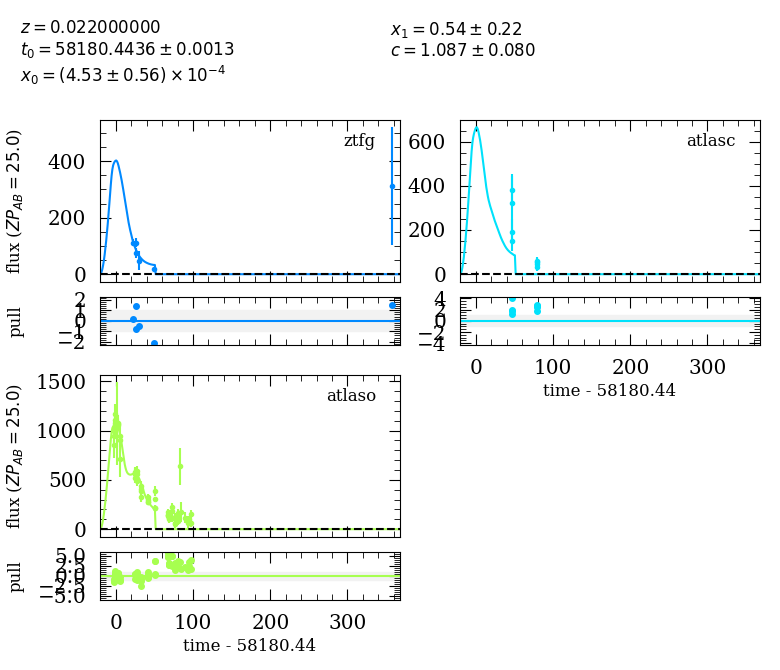 z = 0.022000000
t₀ = 58180.4436 ± 0.0013
x₀ = (4.53 ± 0.56) × 10⁻⁴
x₁ = 0.54 ± 0.22
c = 1.087 ± 0.080
ztfg
flux (ZP_AB = 25.0)
400
200
0
atlasc
600
400
200
0
pull
2
1
0
−1
−2
4
2
0
−2
−4
0 100 200 300
time - 58180.44
atlaso
flux (ZP_AB = 25.0)
1500
1000
500
0
pull
5.0
2.5
0.0
−2.5
−5.0
0 100 200 300
time - 58180.44